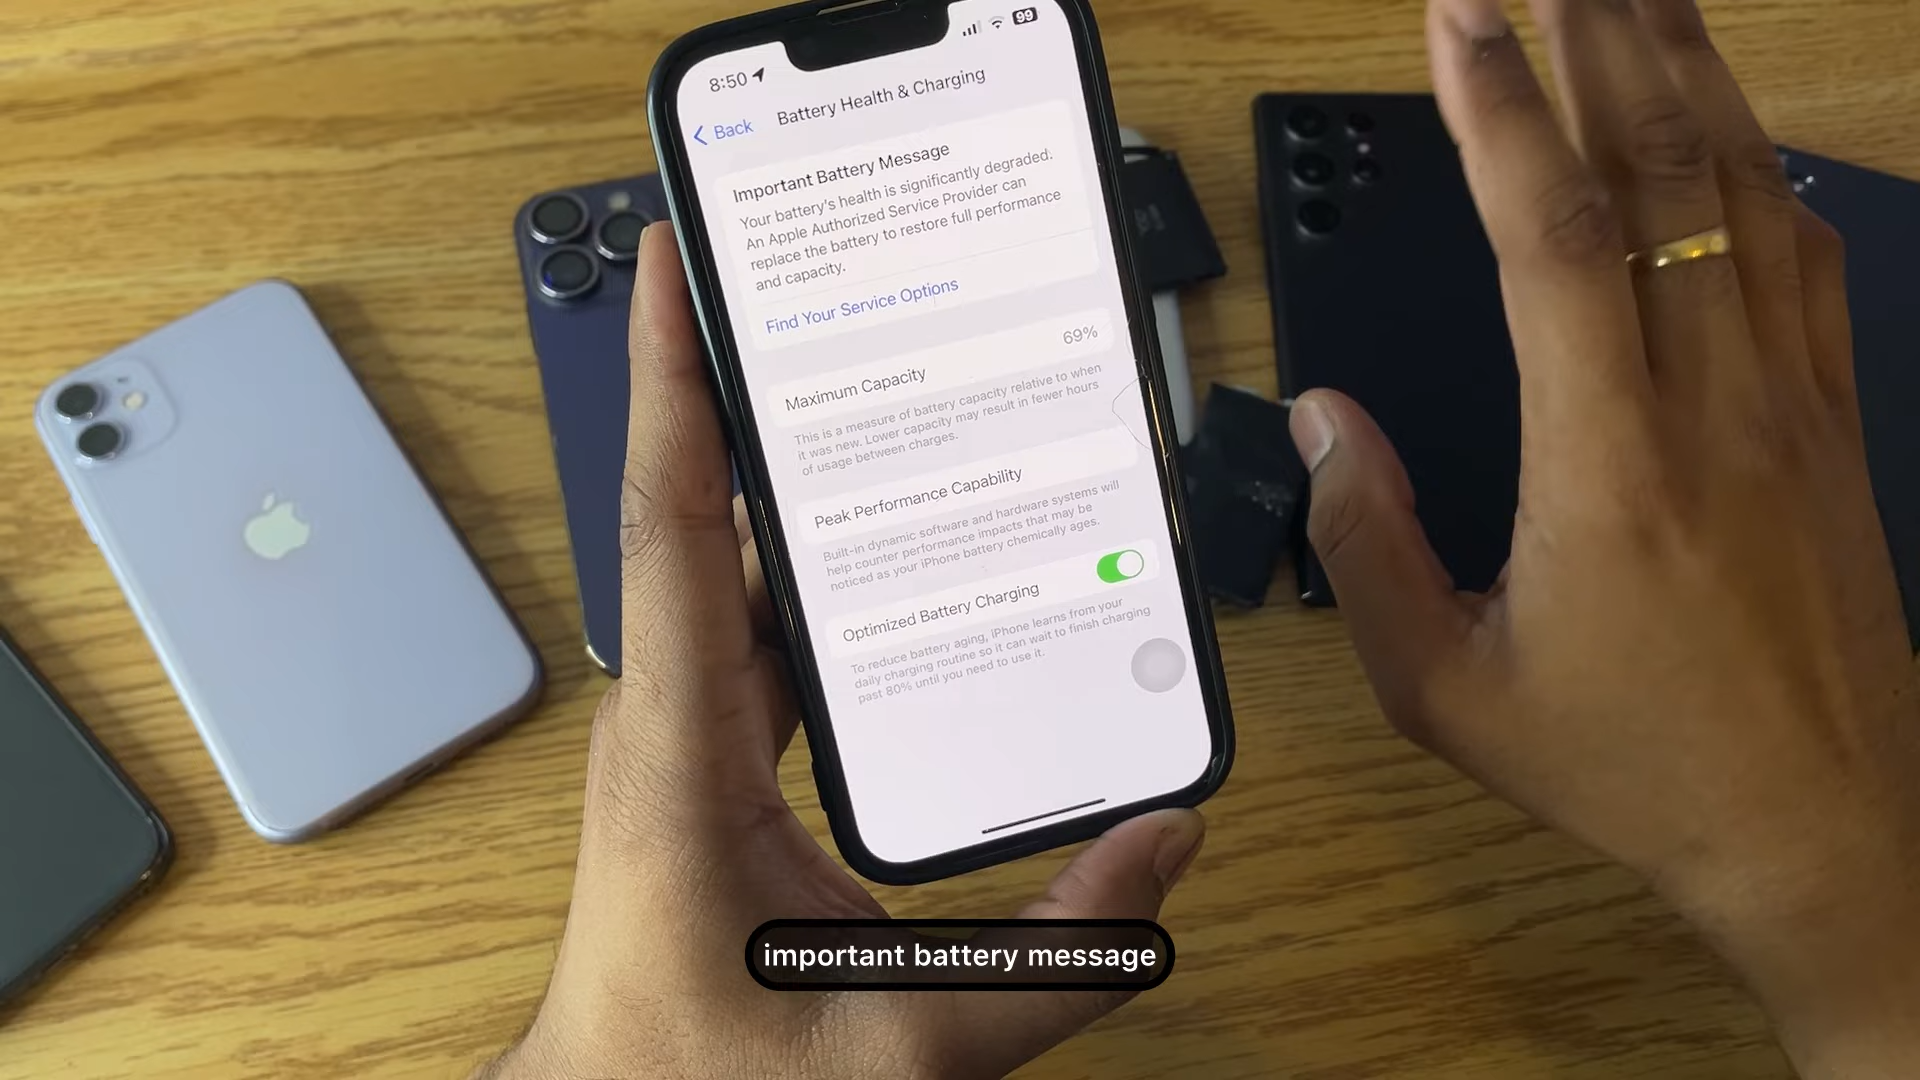 8:50
99
Back
Battery Health & Charging
Important Battery Message
Your battery's health is significantly degraded.
An Apple Authorized Service Provider can
replace the battery to restore full performance
and capacity.
Find Your Service Options
Maximum Capacity
69%
This is a measure of battery capacity relative to when
it was new. Lower capacity may result in fewer hours
of usage between charges.
Peak Performance Capability
Built-in dynamic software and hardware systems will
help counter performance impacts that may be
noticed as your iPhone battery chemically ages.
Optimized Battery Charging
To reduce battery aging, iPhone learns from your
daily charging routine so it can wait to finish charging
past 80% until you need to use it.
important battery message